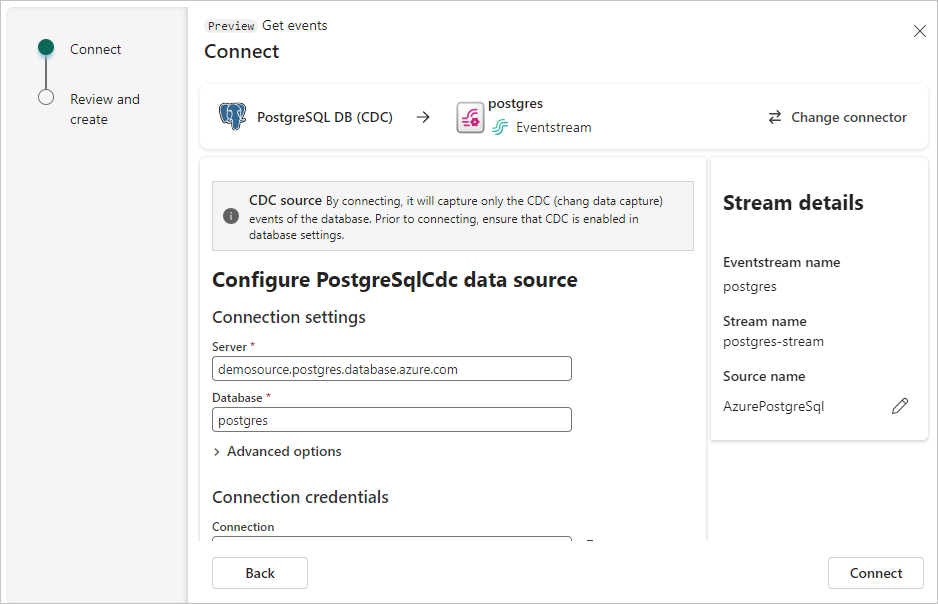 Connect
Review and
create
Preview Get events
Connect
PostgreSQL DB (CDC)
postgres
Eventstream
Change connector
CDC source By connecting, it will capture only the CDC (chang data capture)
events of the database. Prior to connecting, ensure that CDC is enabled in
database settings.
Configure PostgreSqlCdc data source
Connection settings
Server *
demosource.postgres.database.azure.com
Database *
postgres
Advanced options
Connection credentials
Connection
Stream details
Eventstream name
postgres
Stream name
postgres-stream
Source name
AzurePostgreSql
Back
Connect